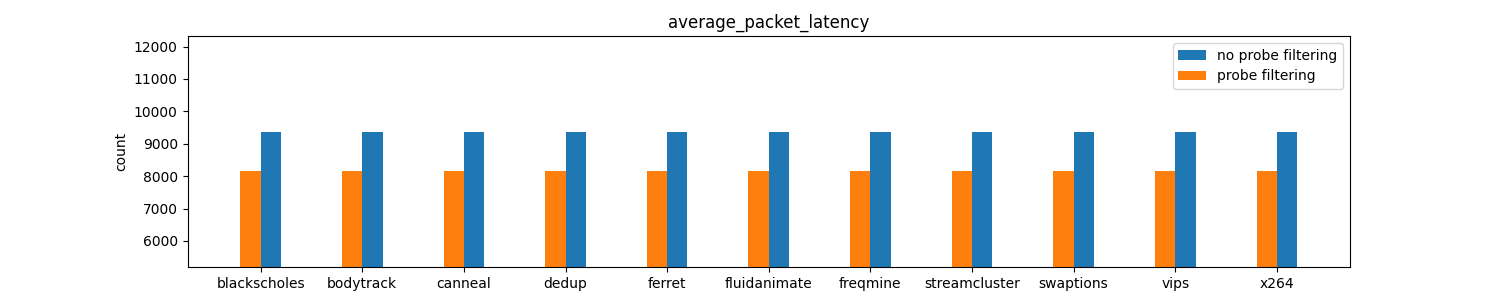 average_packet_latency
12000
11000
10000
9000
8000
7000
6000
count
no probe filtering
probe filtering
blackscholes bodytrack canneal dedup ferret fluidanimate freqmine streamcluster swaptions vips x264